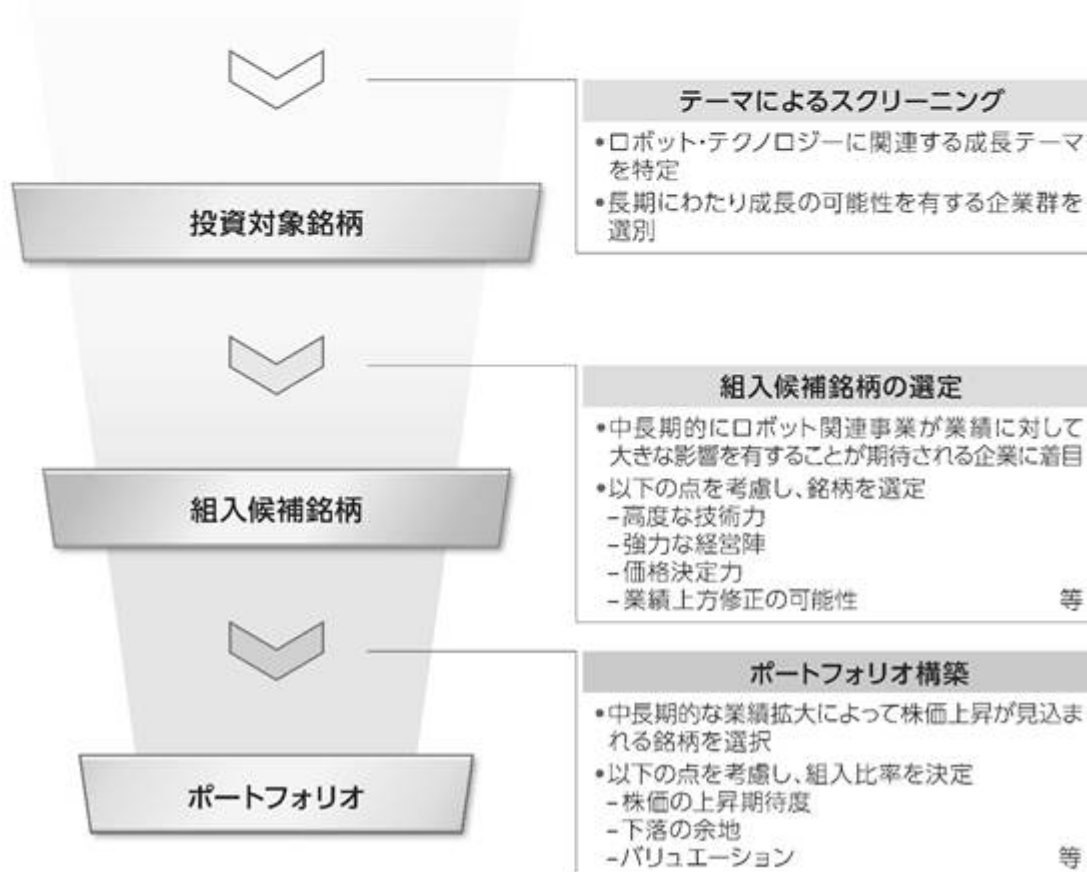 テーマによるスクリーニング
•ロボット・テクノロジーに関連する成長テーマ
を特定
•長期にわたり成長の可能性を有する企業群を
選別
投資対象銘柄
組入候補銘柄の選定
•中長期的にロボット関連事業が業績に対して
大きな影響を有することが期待される企業に着目
•以下の点を考慮し、銘柄を選定
–高度な技術力
–強力な経営陣
–価格決定力
–業績上方修正の可能性 等
組入候補銘柄
ポートフォリオ構築
•中長期的な業績拡大によって株価上昇が見込ま
れる銘柄を選択
•以下の点を考慮し、組入比率を決定
–株価の上昇期待度
–下落の余地
–バリュエーション 等
ポートフォリオ